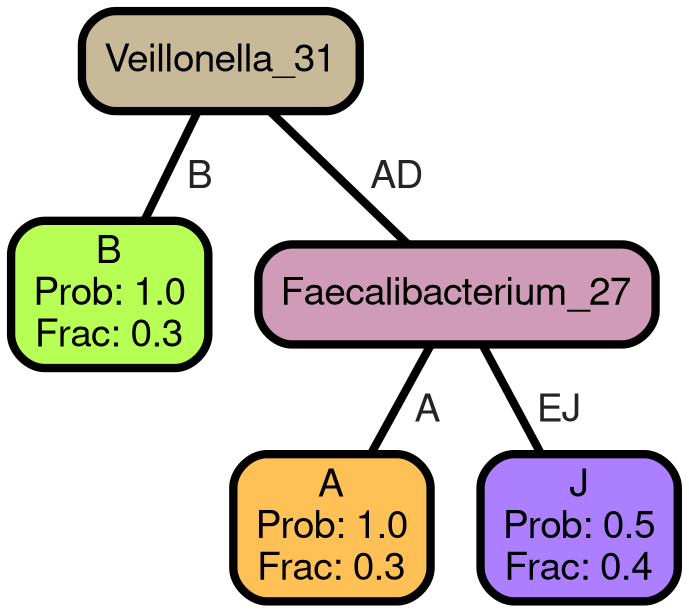 Veillonella_31
B
AD
B
Prob: 1.0
Frac: 0.3
Faecalibacterium_27
A
EJ
A
Prob: 1.0
Frac: 0.3
J
Prob: 0.5
Frac: 0.4